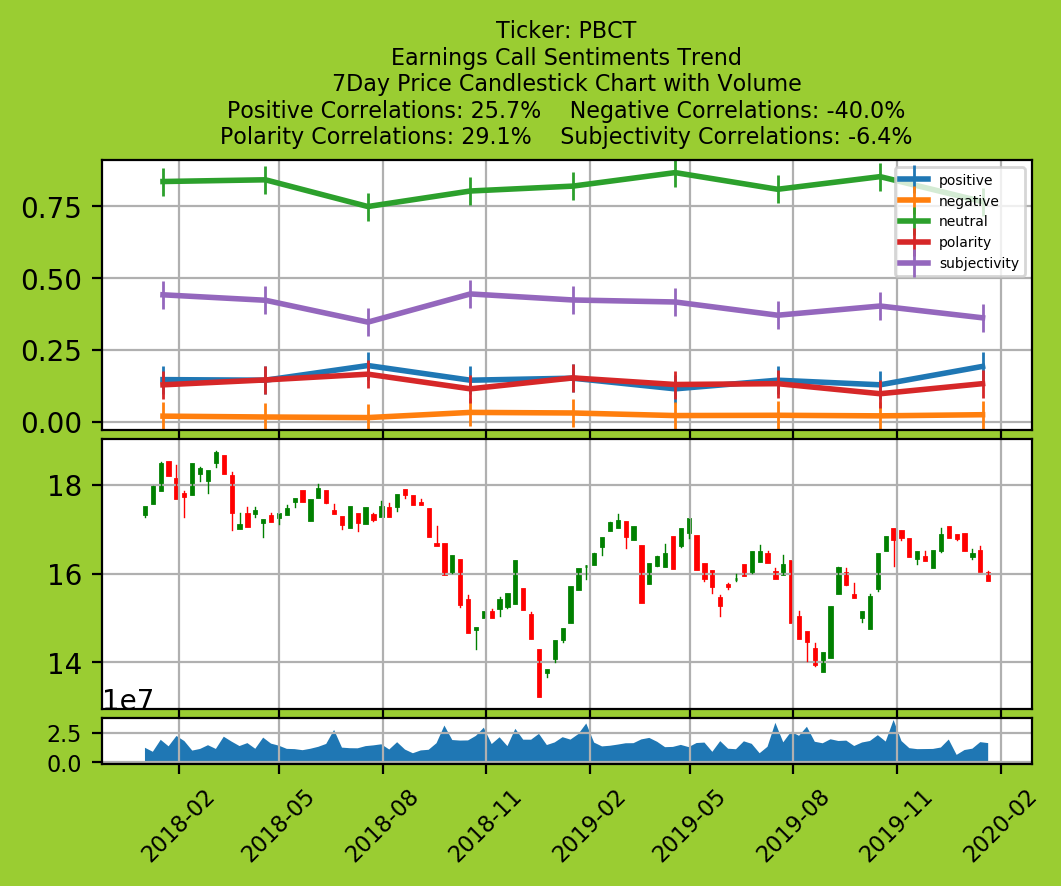 Ticker: PBCT
Earnings Call Sentiments Trend
7Day Price Candlestick Chart with Volume
Positive Correlations: 25.7%    Negative Correlations: -40.0%
Polarity Correlations: 29.1%    Subjectivity Correlations: -6.4%
0.75
0.50
0.25
0.00
positive
negative
neutral
polarity
subjectivity
18
16
14
1e7
2.5
0.0
2018-02
2018-05
2018-08
2018-11
2019-02
2019-05
2019-08
2019-11
2020-02